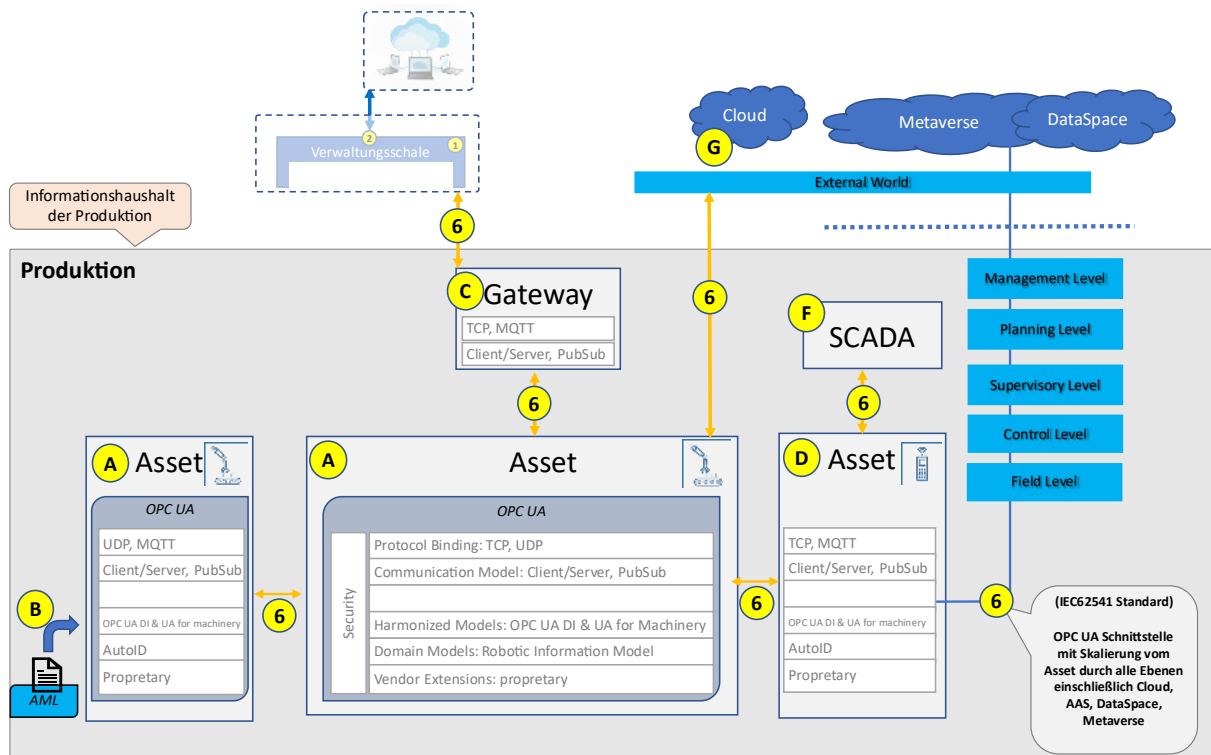 2
1
Verwaltungsschale
Cloud
Metaverse
DataSpace
G
External World
Informationshaushalt
der Produktion
6
Produktion
C
Gateway
TCP, MQTT
Client/Server, PubSub
6
6
F
SCADA
6
Management Level
Planning Level
Supervisory Level
Control Level
Field Level
A
Asset
OPC UA
UDP, MQTT
Client/Server, PubSub
OPC UA DI & UA for machinery
AutoID
Propretary
B
AML
6
A
Asset
OPC UA
Security
Protocol Binding: TCP, UDP
Communication Model: Client/Server, PubSub
Harmonized Models: OPC UA DI & UA for Machinery
Domain Models: Robotic Information Model
Vendor Extensions: propretary
6
D
Asset
TCP, MQTT
Client/Server, PubSub
OPC UA DI & UA for machinery
AutoID
Propretary
6
(IEC62541 Standard)
OPC UA Schnittstelle
mit Skalierung vom
Asset durch alle Ebenen
einschließlich Cloud,
AAS, DataSpace,
Metaverse